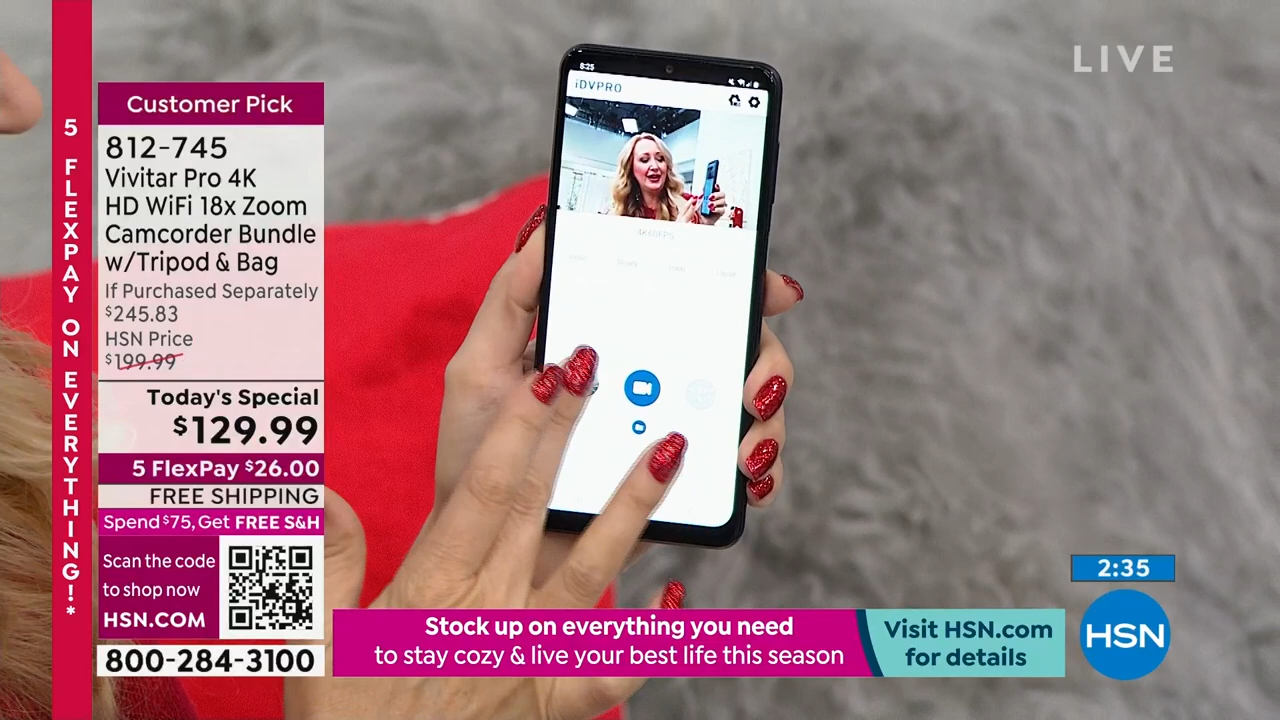 5 FLEXPAY ON EVERYTHING!*
Customer Pick
812-745
Vivitar Pro 4K
HD WiFi 18x Zoom
Camcorder Bundle
w/Tripod & Bag
If Purchased Separately
$245.83
HSN Price
$199.99
Today's Special
$129.99
5 FlexPay $26.00
FREE SHIPPING
Spend $75, Get FREE S&H
Scan the code
to shop now
HSN.COM
800-284-3100
8:25
iDVPRO
LIVE
2:35
HSN
Stock up on everything you need
to stay cozy & live your best life this season
Visit HSN.com
for details